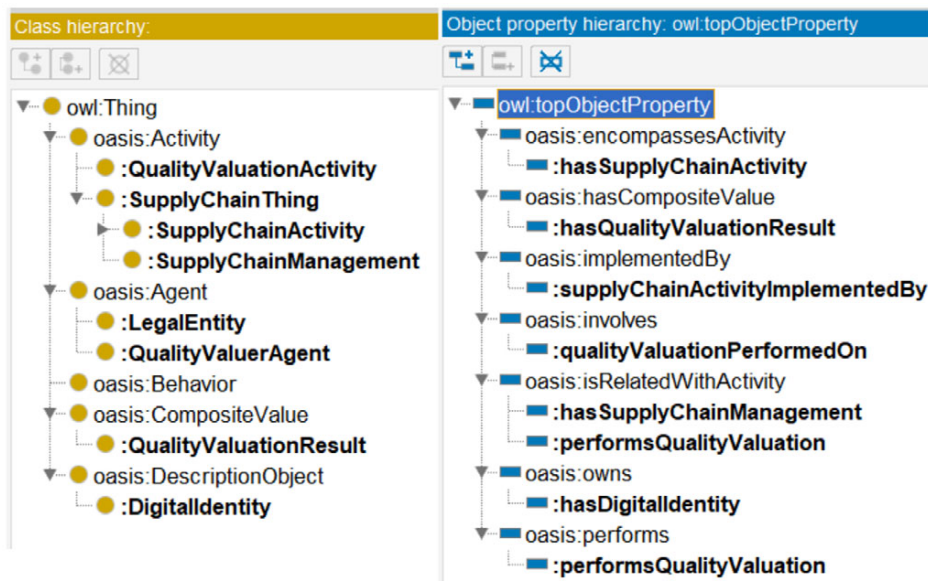 Class hierarchy:
owl:Thing
oasis:Activity
:QualityValuationActivity
:SupplyChainThing
:SupplyChainActivity
:SupplyChainManagement
oasis:Agent
:LegalEntity
:QualityValuerAgent
oasis:Behavior
oasis:CompositeValue
:QualityValuationResult
oasis:DescriptionObject
:DigitalIdentity
Object property hierarchy: owl:topObjectProperty
owl:topObjectProperty
oasis:encompassesActivity
:hasSupplyChainActivity
oasis:hasCompositeValue
:hasQualityValuationResult
oasis:implementedBy
:supplyChainActivityImplementedBy
oasis:involves
:qualityValuationPerformedOn
oasis:isRelatedWithActivity
:hasSupplyChainManagement
:performsQualityValuation
oasis:owns
:hasDigitalIdentity
oasis:performs
:performsQualityValuation